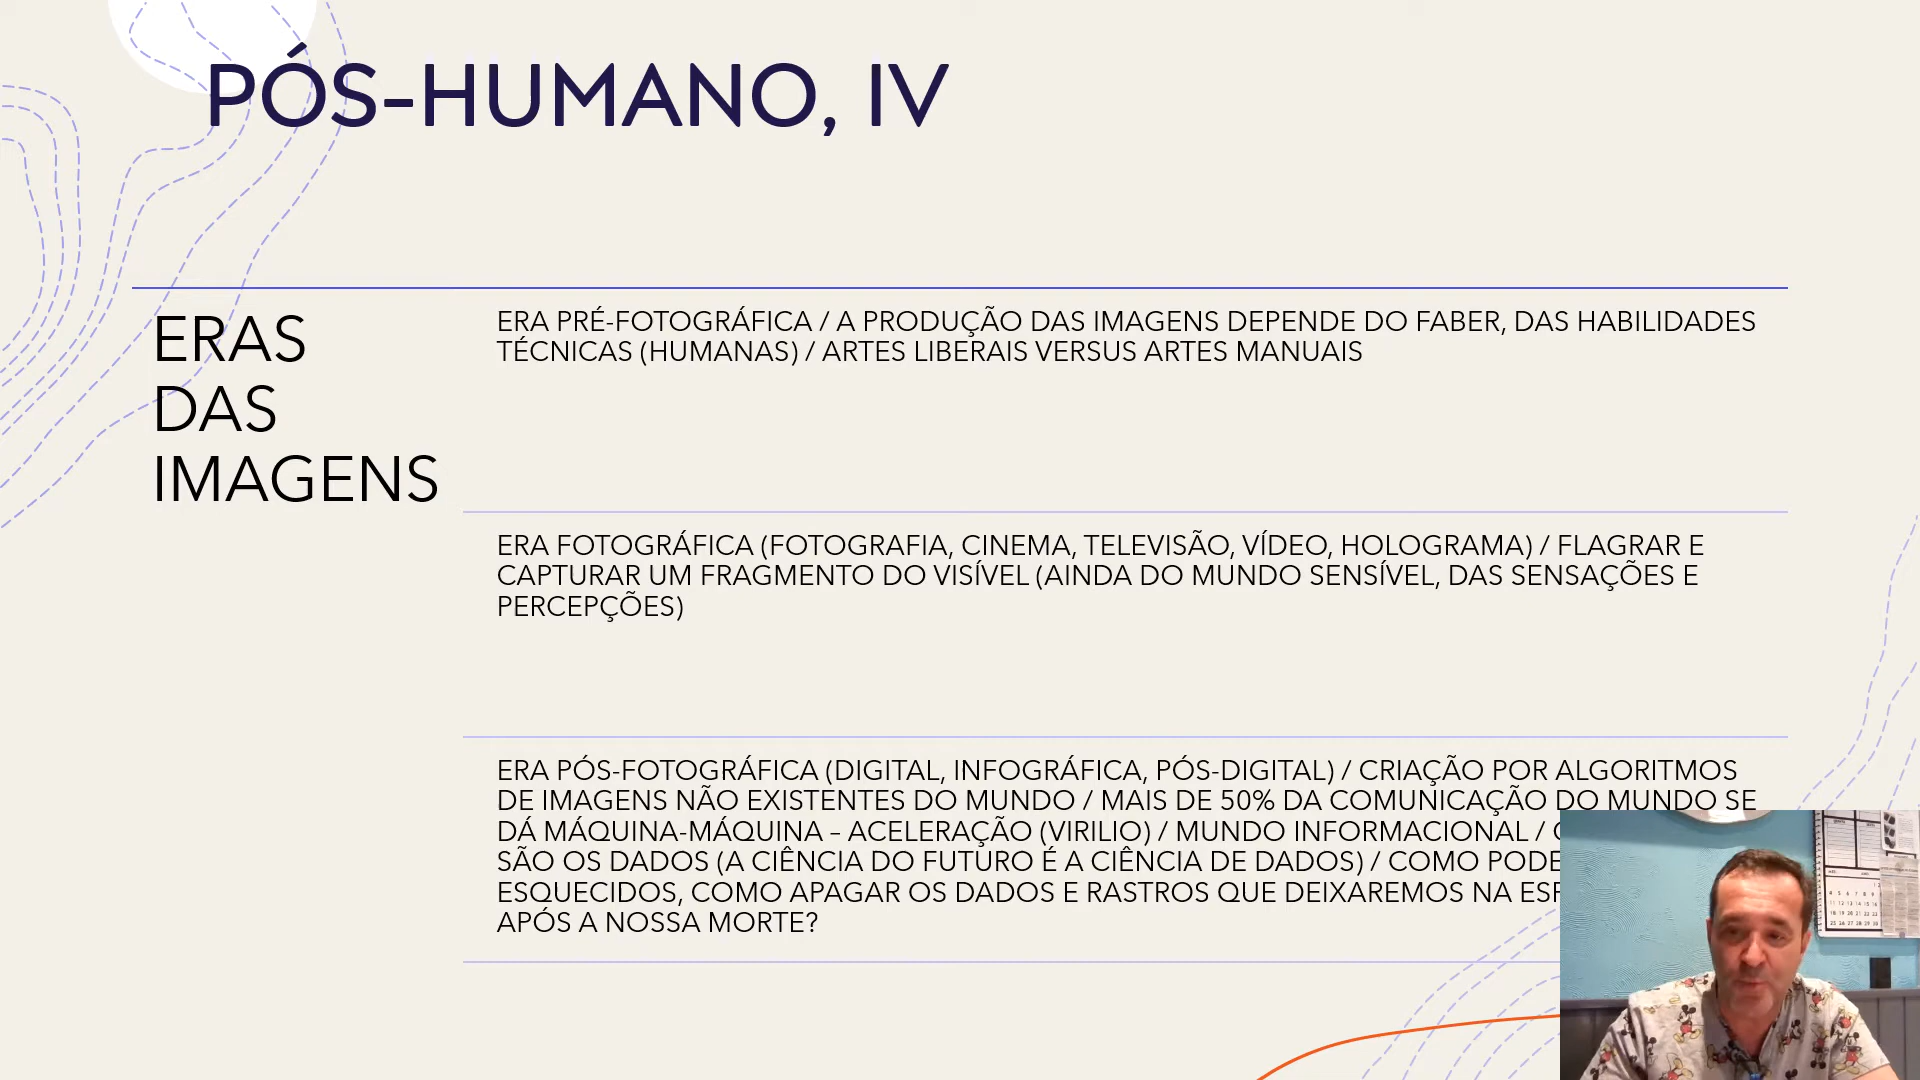 PÓS-HUMANO, IV
ERAS
DAS
IMAGENS
ERA PRÉ-FOTOGRÁFICA / A PRODUÇÃO DAS IMAGENS DEPENDE DO FABER, DAS HABILIDADES
TÉCNICAS (HUMANAS) / ARTES LIBERAIS VERSUS ARTES MANUAIS
ERA FOTOGRÁFICA (FOTOGRAFIA, CINEMA, TELEVISÃO, VÍDEO, HOLOGRAMA) / FLAGRAR E
CAPTURAR UM FRAGMENTO DO VISÍVEL (AINDA DO MUNDO SENSÍVEL, DAS SENSAÇÕES E
PERCEPÇÕES)
ERA PÓS-FOTOGRÁFICA (DIGITAL, INFOGRÁFICA, PÓS-DIGITAL) / CRIAÇÃO POR ALGORITMOS
DE IMAGENS NÃO EXISTENTES DO MUNDO / MAIS DE 50% DA COMUNICAÇÃO DO MUNDO SE
DÁ MÁQUINA-MÁQUINA – ACELERAÇÃO (VIRILIO) / MUNDO INFORMACIONAL /
SÃO OS DADOS (A CIÊNCIA DO FUTURO É A CIÊNCIA DE DADOS) / COMO
ESQUECIDOS, COMO APAGAR OS DADOS E RASTROS QUE DEIXAREMOS NA
APÓS A NOSSA MORTE?